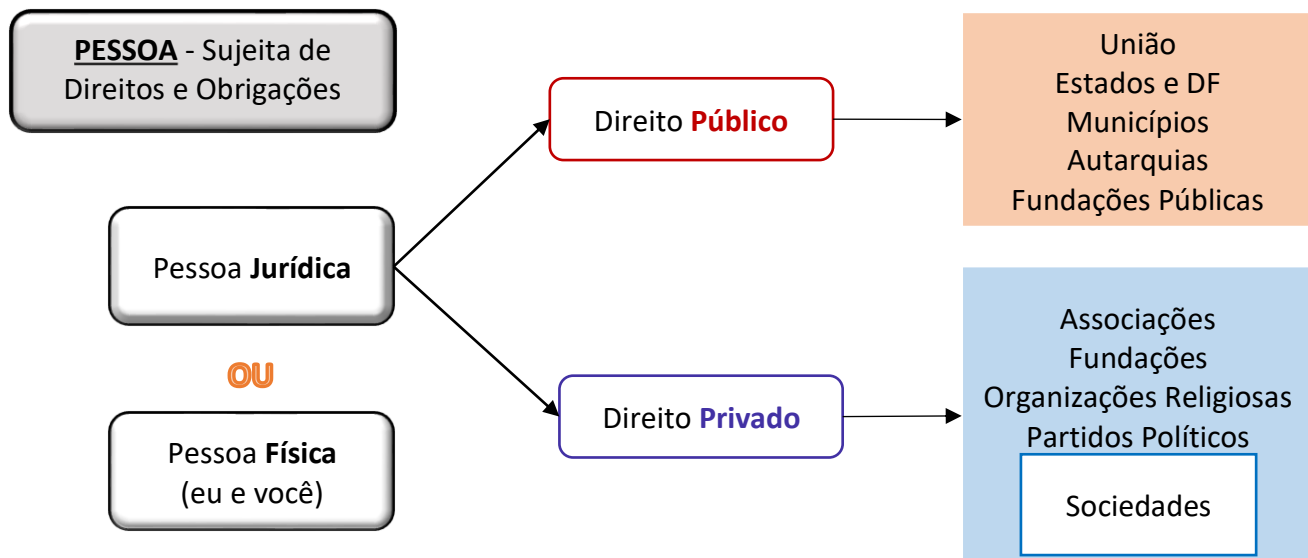 PESSOA - Sujeita de
Direitos e Obrigações
Pessoa Jurídica
OU
Pessoa Física
(eu e você)
Direito Público
Direito Privado
União
Estados e DF
Municípios
Autarquias
Fundações Públicas
Associações
Fundações
Organizações Religiosas
Partidos Políticos
Sociedades